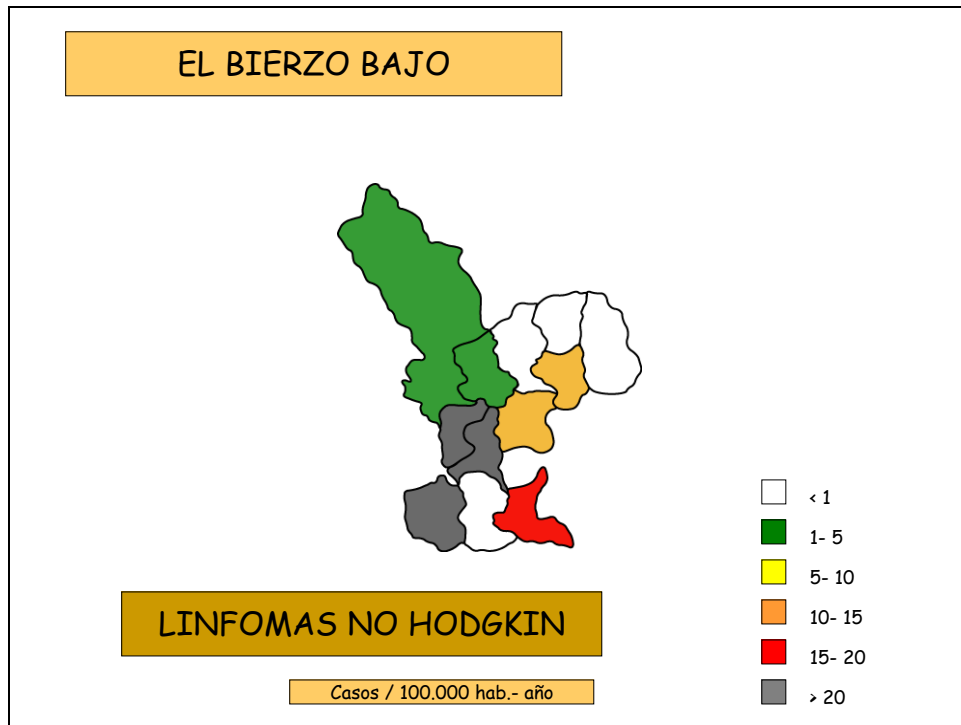 EL BIERZO BAJO
< 1
1- 5
5- 10
10- 15
15- 20
> 20
LINFOMAS NO HODGKIN
Casos / 100.000 hab.- año